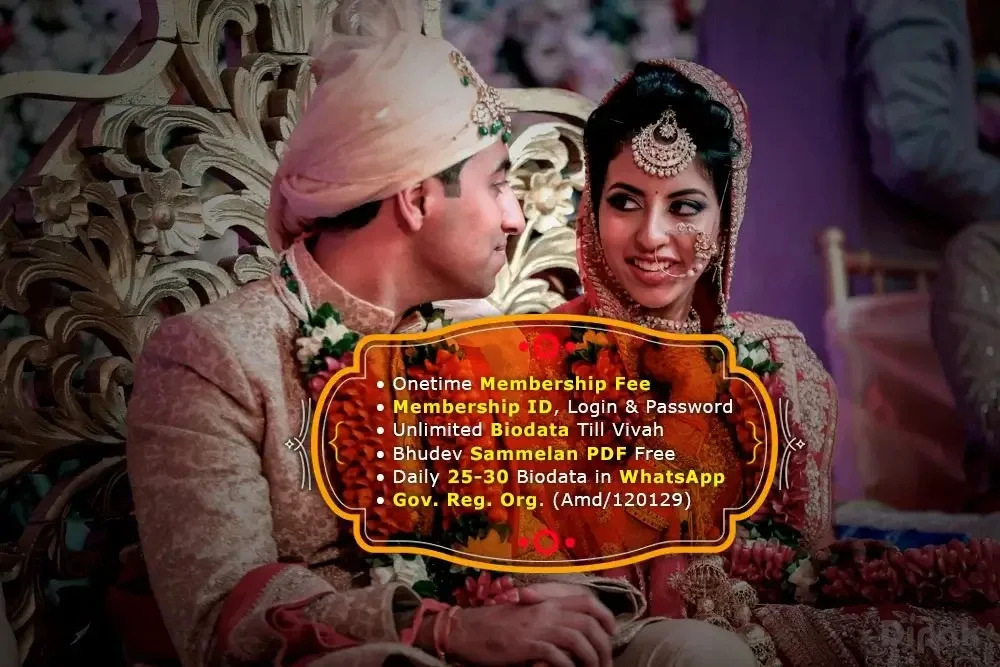 • Onetime Membership Fee
• Membership ID, Login & Password
• Unlimited Biodata Till Vivah
• Bhudev Sammelan PDF Free
• Daily 25-30 Biodata in WhatsApp
• Gov. Reg. Org. (Amd/120129)